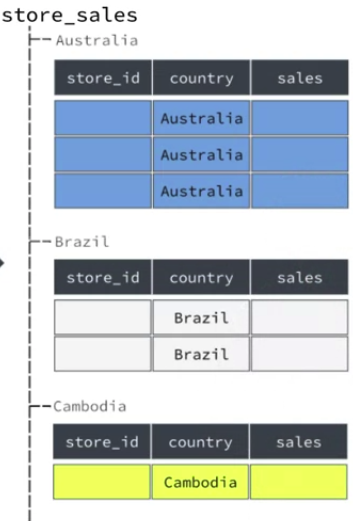 store_sales
Australia
store_id country sales
Australia
Australia
Australia
Brazil
store_id country sales
Brazil
Brazil
Cambodia
store_id country sales
Cambodia